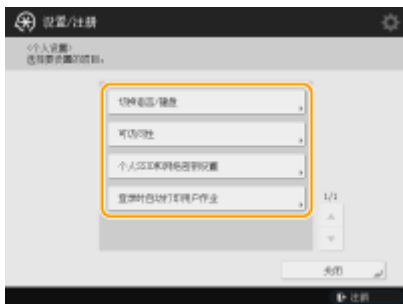 设置/注册
<个人设置>
选择要设置的项目。
切换语言/键盘
可访问性
个人SSID和网络密钥设置
登录时自动打印用户作业
1/1
关闭
注销